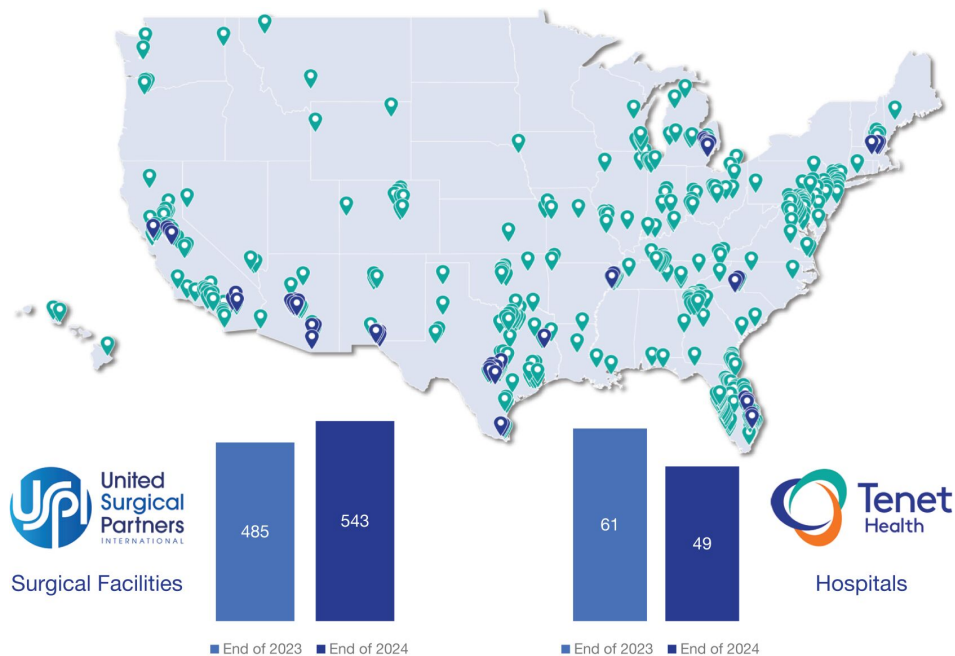 485
543
61
49
USPI
United
Surgical
Partners
INTERNATIONAL
Surgical Facilities
Tenet
Health
Hospitals
End of 2023
End of 2024
End of 2023
End of 2024